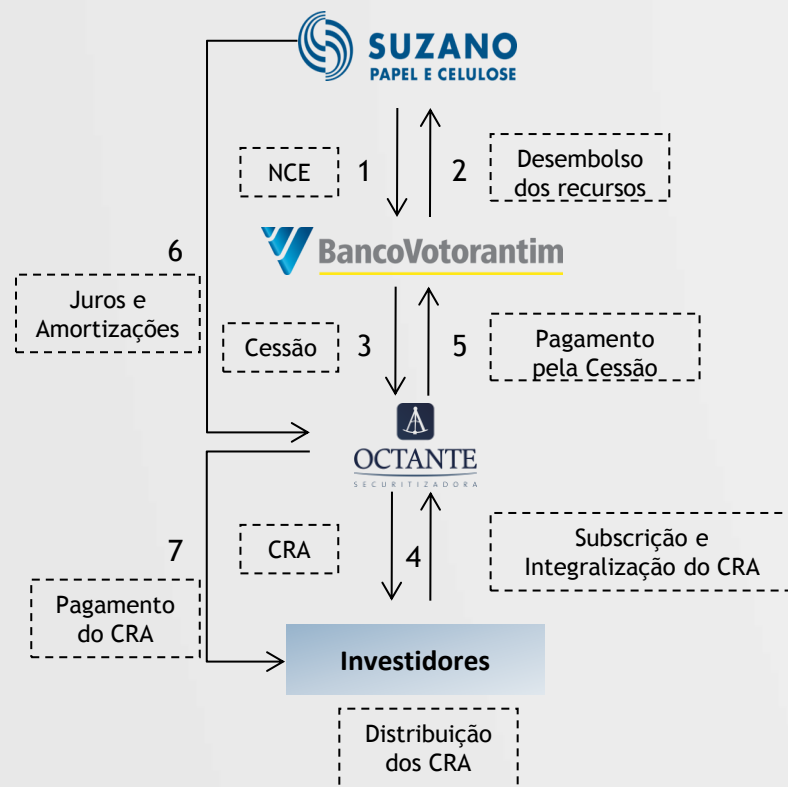 SUZANO
PAPEL E CELULOSE
NCE
1
2
Desembolso
dos recursos
BancoVotorantim
6
Juros e
Amortizações
Cessão
3
5
Pagamento
pela Cessão
OCTANTE
SECURITIZADORA
7
CRA
4
Subscrição e
Integralização do CRA
Pagamento
do CRA
Investidores
Distribuição
dos CRA